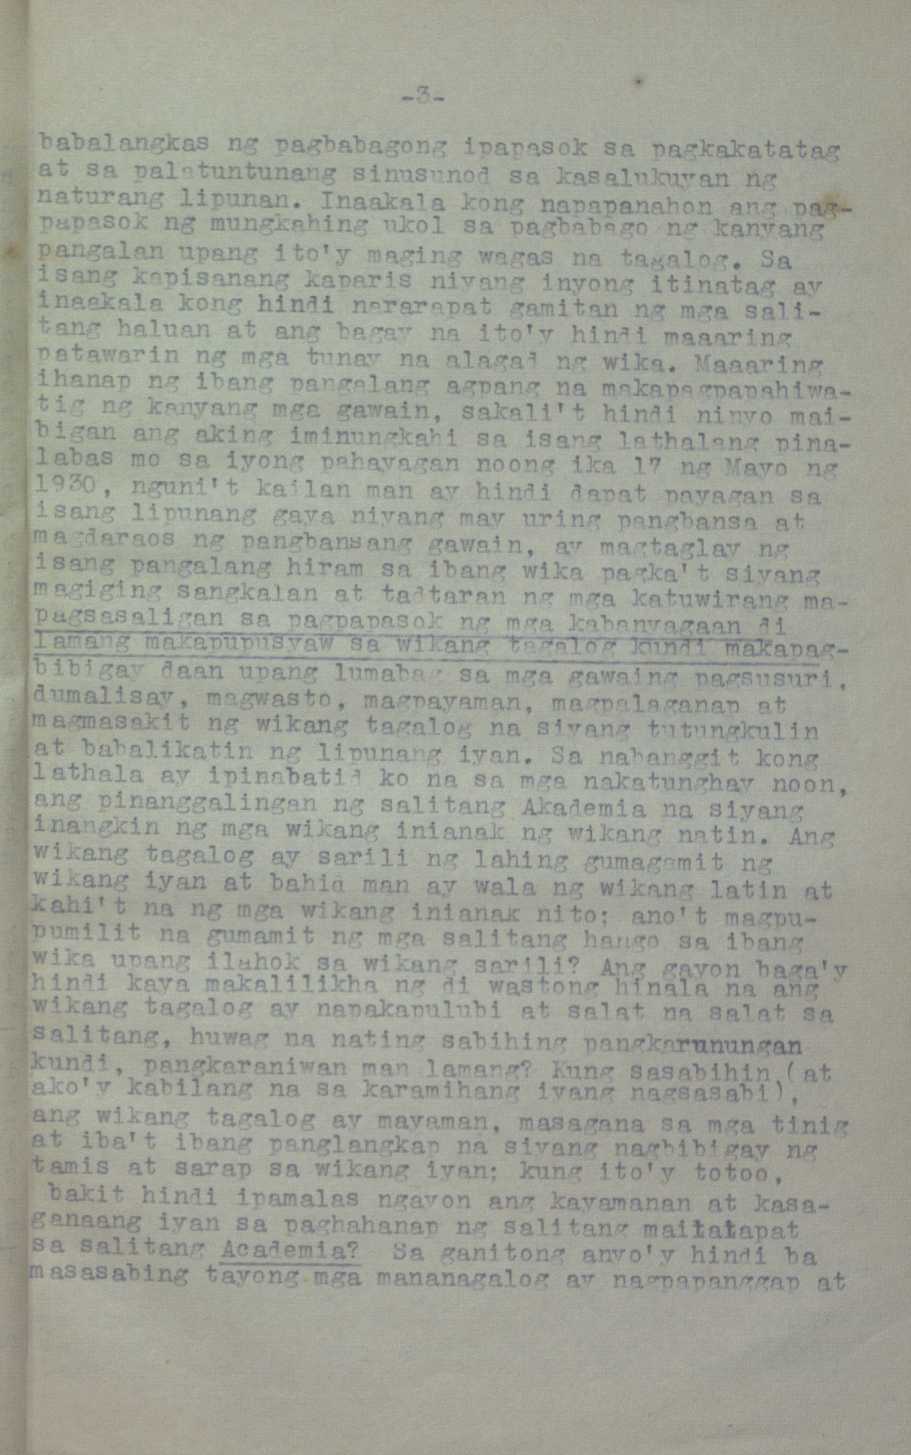 -3-
babalangkas ng pagbabagong ipapasok sa pagkakatatag
at sa palatuntunang sinusunod sa kasalukuyan ng
naturang lipunan. Inaakala kong napapanahon ang pag-
papasok ng mungkahing ukol sa pagbabago ng kanyang
pangalan upang ito'y maging wagas na tagalog. Sa
isang kapisanang kaparis niyang inyong itinatag ay
inaakala kong hindi nararapat gamitan ng mga sali-
tang haluan at ang bagay na ito'y hindi maaaring
patawarin ng mga tunay na alagad ng wika. Maaaring
ihanap ng ibang pangalang agpang na makapagpapahiwa-
tig ng kanyang mga gawain, sakali't hindi ninyo mai-
bigan ang aking iminungkahi sa isang lathalang pina-
labas mo sa iyong pahayagan noong ika 17 ng Mayo ng
1930, nguni't kailan man ay hindi dapat payagan sa
isang lipunang gaya niyang may uring pangbansa at
magdaraos ng pangbansang gawain, ay magtaglay ng
isang pangalang hiram sa ibang wika pagka't siyang
magiging sangkalan at tadtaran ng mga katuwirang ma-
pagsasaligan sa pagpapasok ng mga kabanyagaan di
lamang makapupusyaw sa wikang tagalog kundi makapag-
bibigay daan upang lumabag sa mga gawaing pagsusuri,
dumalisay, magwasto, magpayaman, magpalaganap at
magmasakit ng wikang tagalog na siyang tutungkulin
at babalikatin ng lipunang iyan. Sa nabanggit kong
lathala ay ipinabatid ko na sa mga nakatunghay noon,
ang pinanggalingan ng salitang Akademia na siyang
inangkin ng mga wikang inianak ng wikang natin. Ang
wikang tagalog ay sarili ng lahing gumagamit ng
wikang iyan at bahid man ay wala ng wikang latin at
kahi't na ng mga wikang inianak nito; ano't magpu-
pumilit na gumamit ng mga salitang hango sa ibang
wika upang ilahok sa wikang sarili? Ang gayon baga'y
hindi kaya makalilikha ng di wastong hinala na ang
wikang tagalog ay napakapulubi at salat na salat sa
salitang, huwag na nating sabihing pangkarunungan
kundi, pangkaraniwan man lamang? Kung sasabihin (at
ako'y kabilang na sa karamihang iyang nagsasabi),
ang wikang tagalog ay mayaman, masagana sa mga tinig
at iba't ibang panglangkap na siyang nagbibigay ng
tamis at sarap sa wikang iyan; kung ito'y totoo,
bakit hindi ipamalas ngayon ang kayamanan at kasa-
ganaang iyan sa paghahanap ng salitang maitatapat
sa salitang Academia? Sa ganitong anyo'y hindi ba
masasabing tayong mga mananagalog ay nagpapanggap at